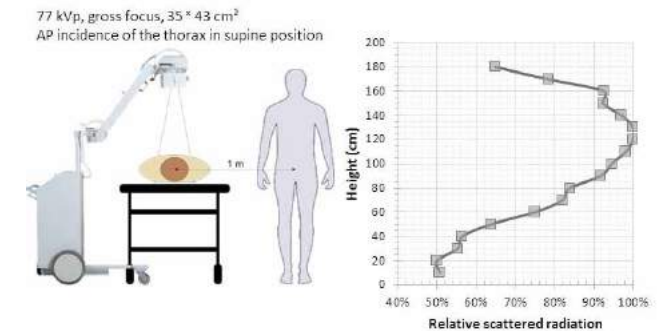 77 kVp, gross focus, 35 * 43 cm²
AP incidence of the thorax in supine position
1 m
Height (cm)
200
180
160
140
120
100
80
60
40
20
0
40% 50% 60% 70% 80% 90% 100%
Relative scattered radiation